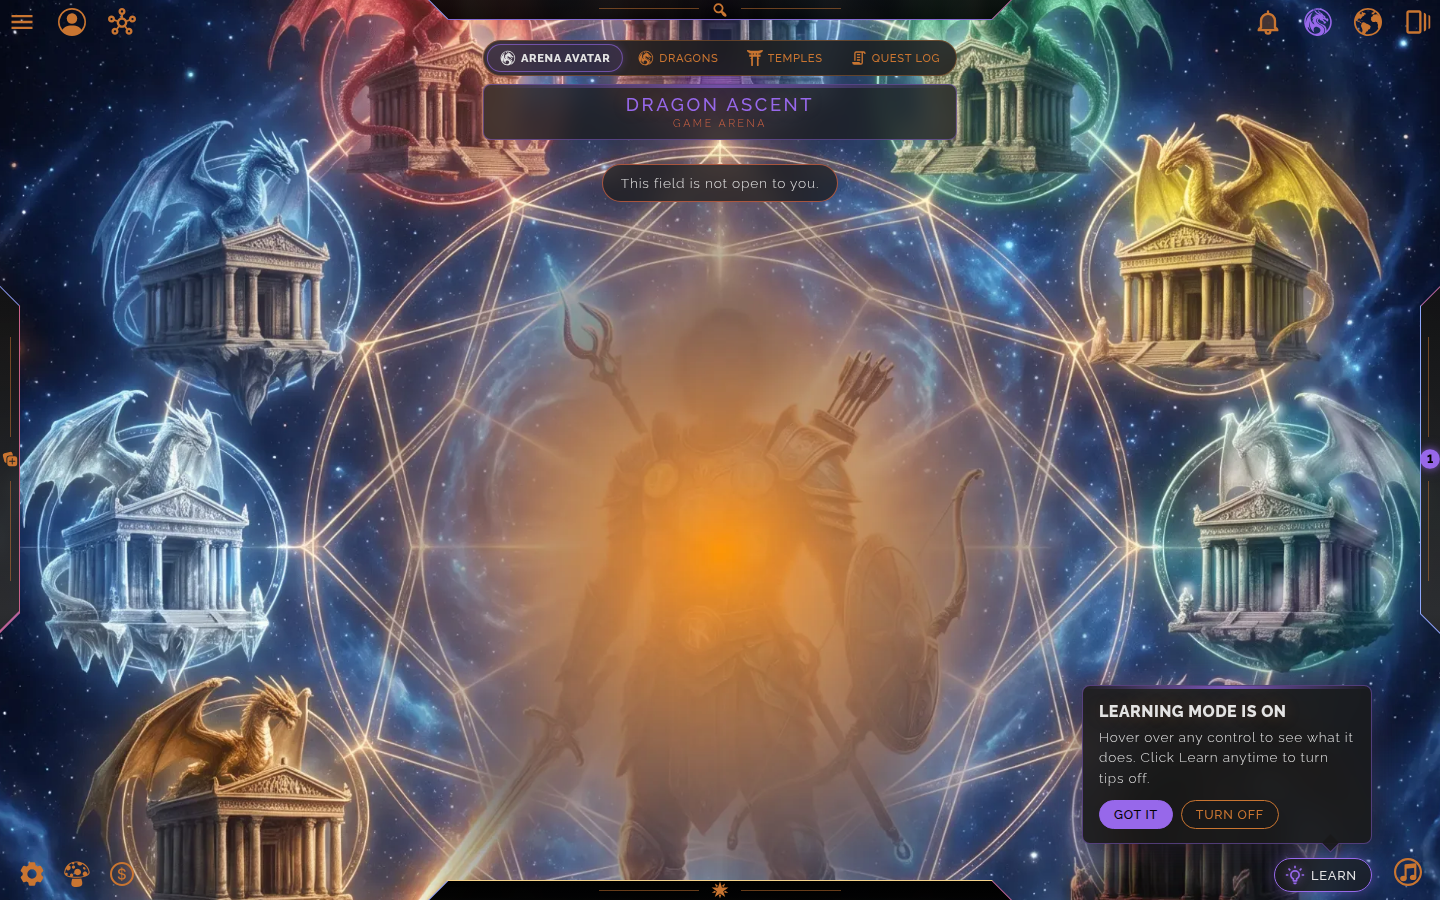 ARENA AVATAR
DRAGONS
TEMPLES
QUEST LOG
DRAGON ASCENT
GAME ARENA
This field is not open to you.
1
LEARNING MODE IS ON
Hover over any control to see what it
does. Click Learn anytime to turn
tips off.
GOT IT
TURN OFF
$
LEARN